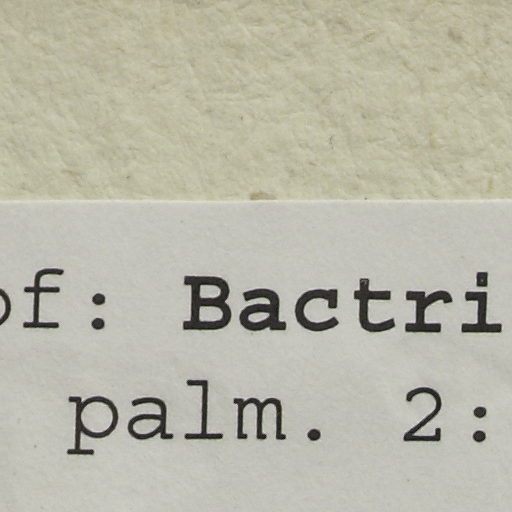 of: Bactri
palm. 2: